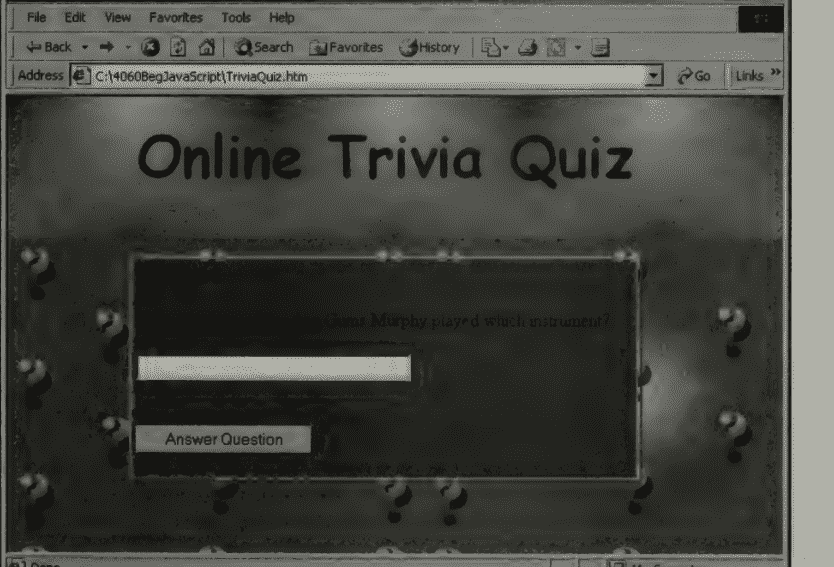 File Edit View Favorites Tools Help
Back Search Favorites History
Address C:\4060BegJavaScript\TriviaQuiz.htm Go Links »
Online Trivia Quiz
Murphy played which instrument?
Answer Question